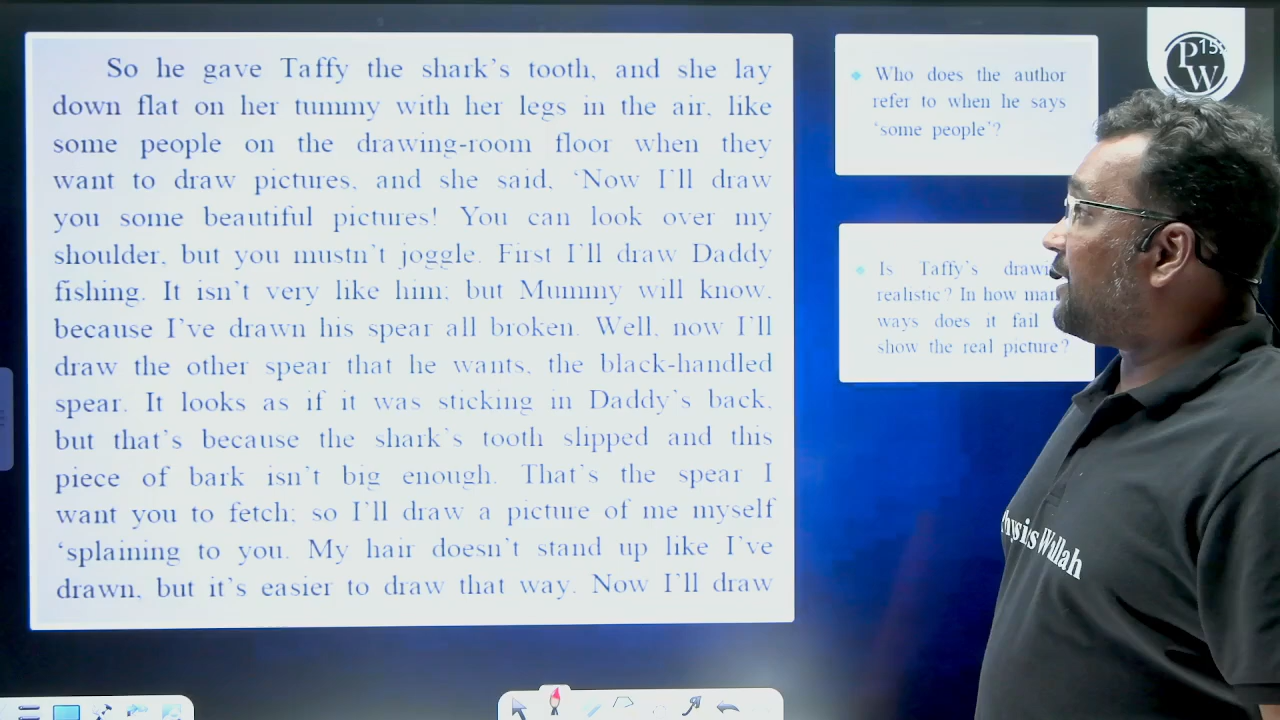 So he gave Taffy the shark's tooth, and she lay
down flat on her tummy with her legs in the air, like
some people on the drawing-room floor when they
want to draw pictures, and she said, 'Now I'll draw
you some beautiful pictures! You can look over my
shoulder, but you mustn't joggle. First I'll draw Daddy
fishing. It isn't very like him; but Mummy will know,
because I've drawn his spear all broken. Well, now I'll
draw the other spear that he wants, the black-handled
spear. It looks as if it was sticking in Daddy's back,
but that's because the shark's tooth slipped and this
piece of bark isn't big enough. That's the spear I
want you to fetch; so I'll draw a picture of me myself
'splaining to you. My hair doesn't stand up like I've
drawn, but it's easier to draw that way. Now I'll draw
Who does the author
refer to when he says
'some people'?
Is Taffy's
realistic? In how
ways does it fail
show the real picture?
P W